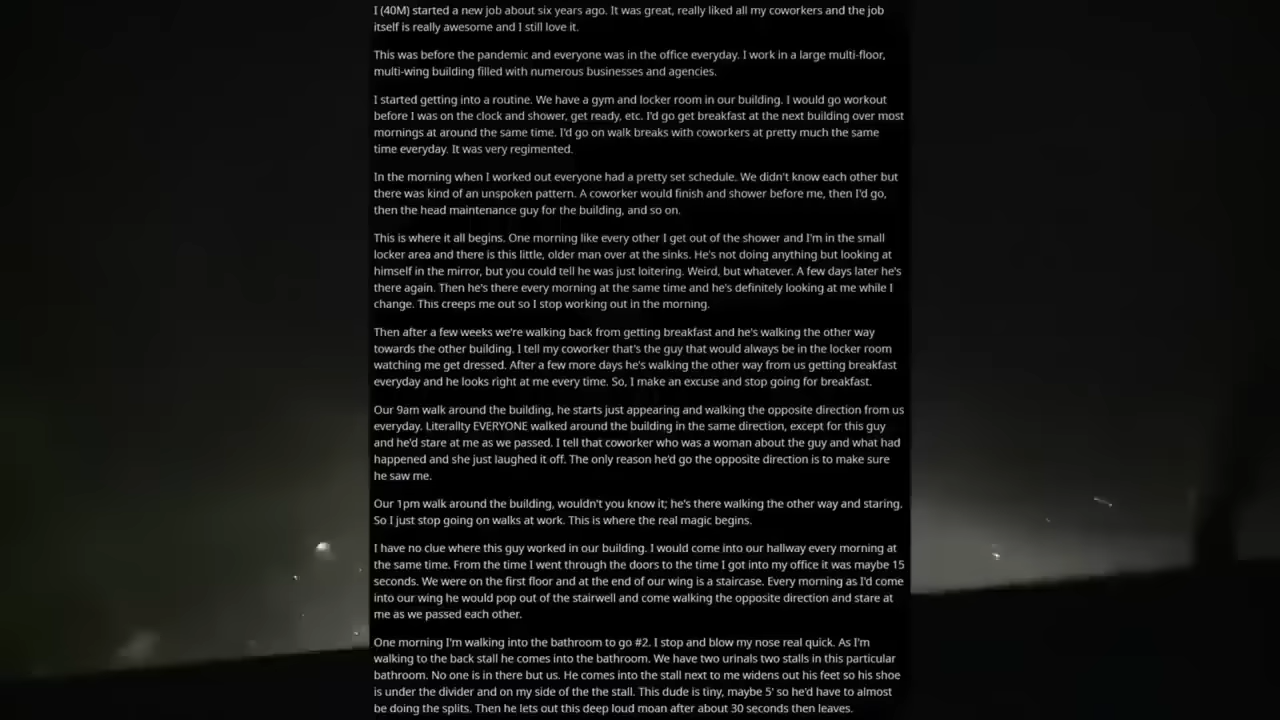 I (40M) started a new job about six years ago. It was great, really liked all my coworkers and the job
itself is really awesome and I still love it.
This was before the pandemic and everyone was in the office everyday. I work in a large multi-floor,
multi-wing building filled with numerous businesses and agencies.
I started getting into a routine. We have a gym and locker room in our building. I would go workout
before I was on the clock and shower, get ready, etc. I'd go get breakfast at the next building over most
mornings at around the same time. I'd go on walk breaks with coworkers at pretty much the same
time everyday. It was very regimented.
In the morning when I worked out everyone had a pretty set schedule. We didn't know each other but
there was kind of an unspoken pattern. A coworker would finish and shower before me, then I'd go,
then the head maintenance guy for the building, and so on.
This is where it all begins. One morning like every other I get out of the shower and I'm in the small
locker area and there is this little, older man over at the sinks. He's not doing anything but looking at
himself in the mirror, but you could tell he was just loitering. Weird, but whatever. A few days later he's
there again. Then he's there every morning at the same time and he's definitely looking at me while I
change. This creeps me out so I stop working out in the morning.
Then after a few weeks we're walking back from getting breakfast and he's walking the other way
towards the other building. I tell my coworker that's the guy that would always be in the locker room
watching me get dressed. After a few more days he's walking the other way from us getting breakfast
everyday and he looks right at me every time. So, I make an excuse and stop going for breakfast.
Our 9am walk around the building, he starts just appearing and walking the opposite direction from us
everyday. Literallty EVERYONE walked around the building in the same direction, except for this guy
and he'd stare at me as we passed. I tell that coworker who was a woman about the guy and what had
happened and she just laughed it off. The only reason he'd go the opposite direction is to make sure
he saw me.
Our 1pm walk around the building, wouldn't you know it; he's there walking the other way and staring.
So I just stop going on walks at work. This is where the real magic begins.
I have no clue where this guy worked in our building. I would come into our hallway every morning at
the same time. From the time I went through the doors to the time I got into my office it was maybe 15
seconds. We were on the first floor and at the end of our wing is a staircase. Every morning as I'd come
into our wing he would pop out of the stairwell and come walking the opposite direction and stare at
me as we passed each other.
One morning I'm walking into the bathroom to go #2. I stop and blow my nose real quick. As I'm
walking to the back stall he comes into the bathroom. We have two urinals two stalls in this particular
bathroom. No one is in there but us. He comes into the stall next to me widens out his feet so his shoe
is under the divider and on my side of the the stall. This dude is tiny, maybe 5' so he'd have to almost
be doing the splits. Then he lets out this deep loud moan after about 30 seconds then leaves.